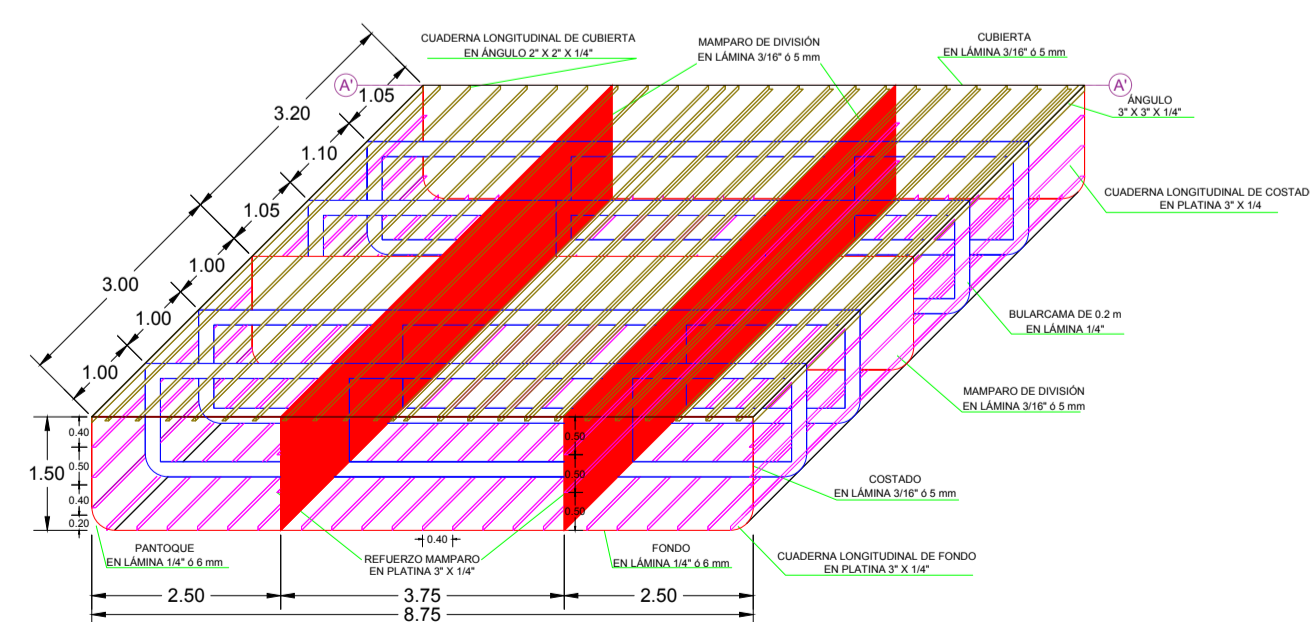 CUADERNA LONGITUDINAL DE CUBIERTA
EN ÁNGULO 2" X 2" X 1/4"
MAMPARO DE DIVISIÓN
EN LÁMINA 3/16" ó 5 mm
CUBIERTA
EN LÁMINA 3/16" ó 5 mm
A'
A'
ÁNGULO
3" X 3" X 1/4"
CUADERNA LONGITUDINAL DE COSTAD
EN PLATINA 3" X 1/4
BULARCAMA DE 0.2 m
EN LÁMINA 1/4"
MAMPARO DE DIVISIÓN
EN LÁMINA 3/16" ó 5 mm
COSTADO
EN LÁMINA 3/16" ó 5 mm
3.20
1.05
1.10
1.05
3.00
1.00
1.00
1.00
1.50
0.40
0.50
0.40
0.20
0.50
0.50
0.50
0.40
PANTOQUE
EN LÁMINA 1/4" ó 6 mm
REFUERZO MAMPARO
EN PLATINA 3" X 1/4"
FONDO
EN LÁMINA 1/4" ó 6 mm
CUADERNA LONGITUDINAL DE FONDO
EN PLATINA 3" X 1/4"
2.50
3.75
2.50
8.75